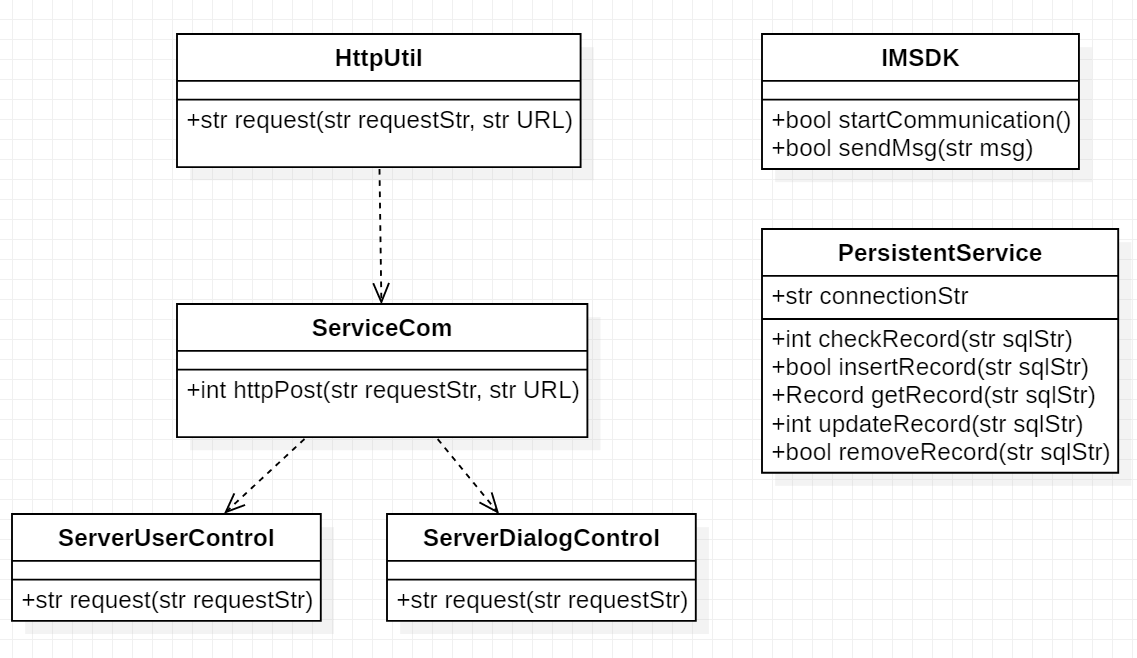 HttpUtil
+str request(str requestStr, str URL)
IMSDK
+bool startCommunication()
+bool sendMsg(str msg)
PersistentService
+str connectionStr
+int checkRecord(str sqlStr)
+bool insertRecord(str sqlStr)
+Record getRecord(str sqlStr)
+int updateRecord(str sqlStr)
+bool removeRecord(str sqlStr)
ServiceCom
+int httpPost(str requestStr, str URL)
ServerUserControl
+str request(str requestStr)
ServerDialogControl
+str request(str requestStr)